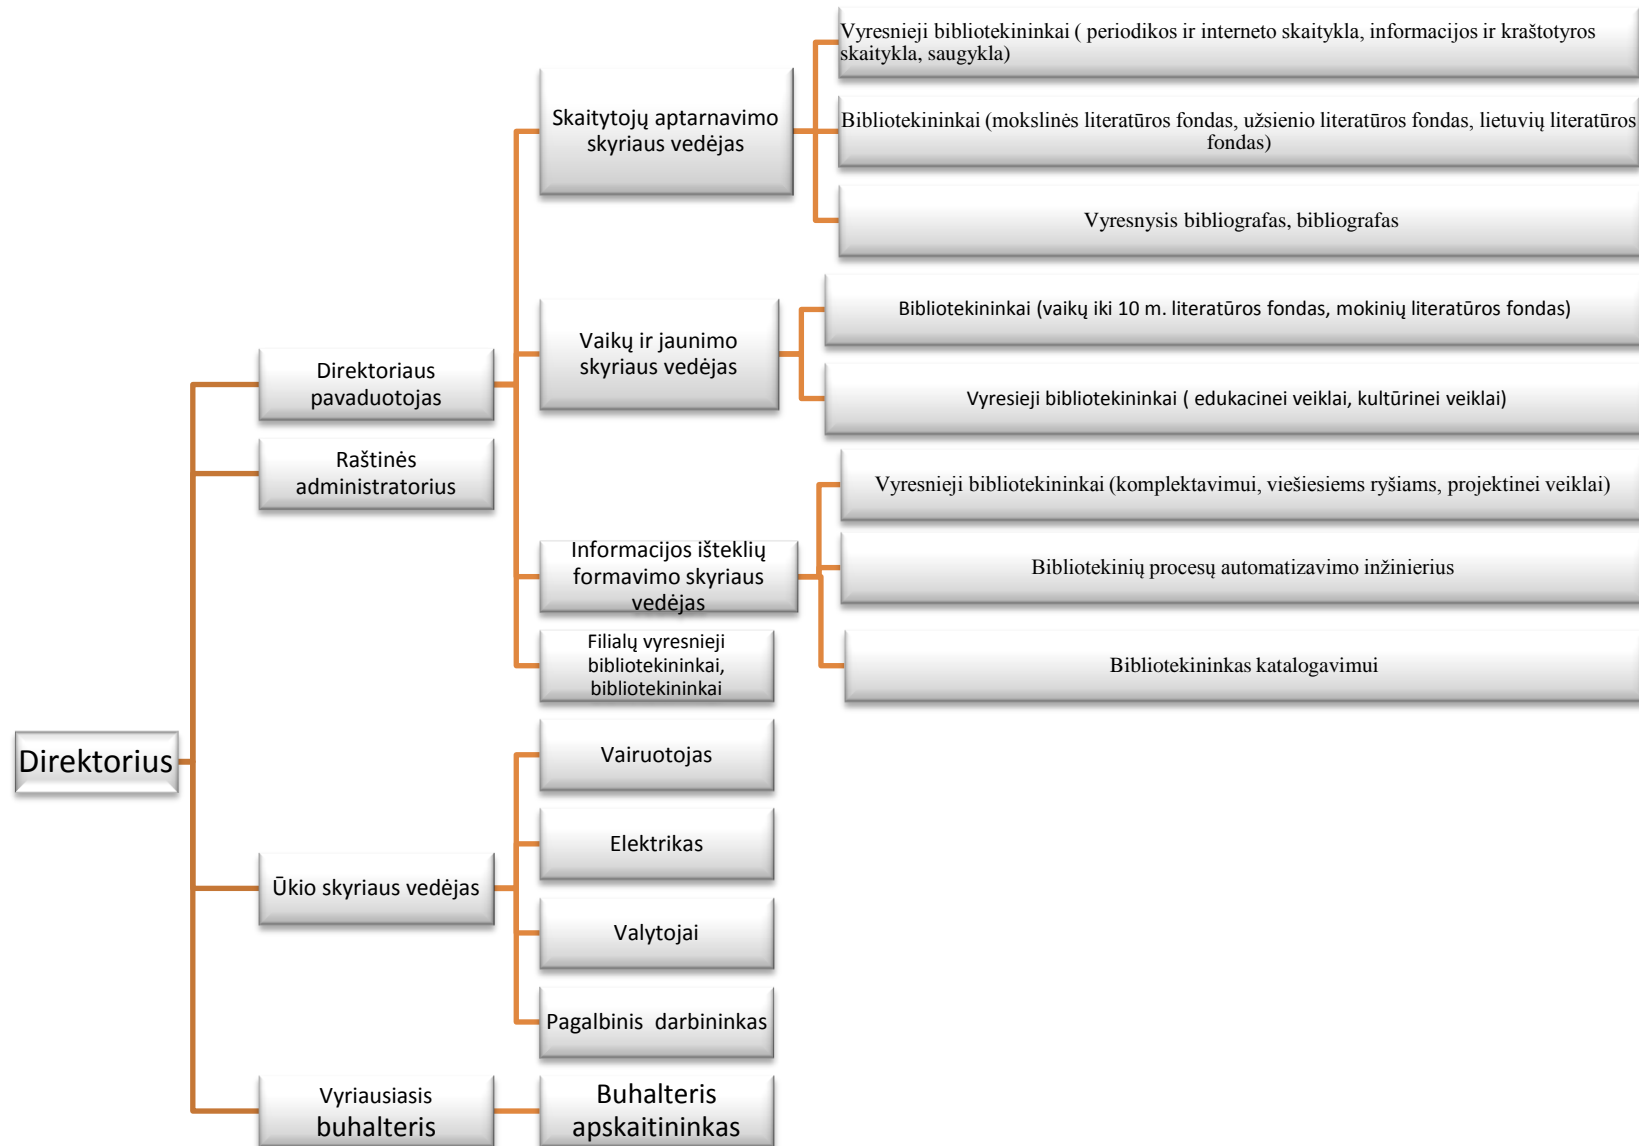 Vyresnieji bibliotekininkai ( periodikos ir interneto skaitykla, informacijos ir kraštotyros
skaitykla, saugykla)
Skaitytojų aptarnavimo
skyriaus vedėjas
Bibliotekininkai (mokslinės literatūros fondas, užsienio literatūros fondas, lietuvių literatūros
fondas)
Vyresnysis bibliografas, bibliografas
Bibliotekininkai (vaikų iki 10 m. literatūros fondas, mokinių literatūros fondas)
Vaikų ir jaunimo
skyriaus vedėjas
Vyresieji bibliotekininkai ( edukacinei veiklai, kultūrinei veiklai)
Direktoriaus
pavaduotojas
Raštinės
administratorius
Vyresnieji bibliotekininkai (komplektavimui, viešiesiems ryšiams, projektinei veiklai)
Informacijos išteklių
formavimo skyriaus
vedėjas
Bibliotekinių procesų automatizavimo inžinierius
Bibliotekininkas katalogavimui
Filialų vyresnieji
bibliotekininkai,
bibliotekininkai
Direktorius
Vairuotojas
Elektrikas
Ūkio skyriaus vedėjas
Valytojai
Pagalbinis  darbininkas
Vyriausiasis
buhalteris
Buhalteris
apskaitininkas